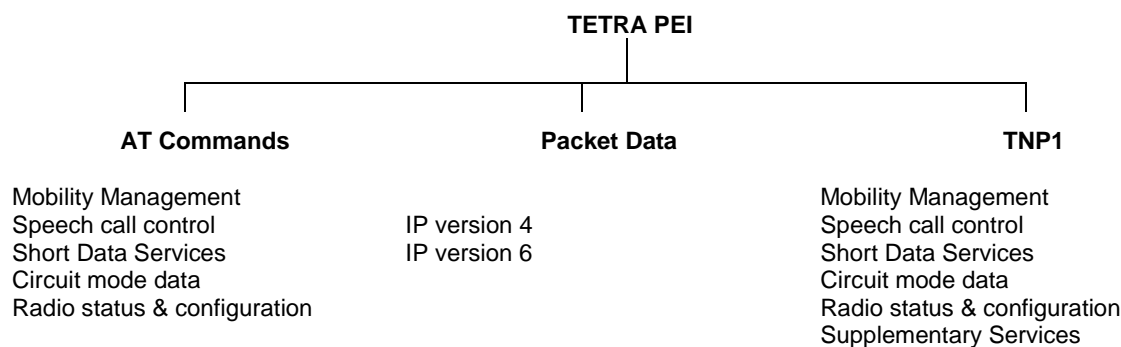 TETRA PEI
AT Commands
Packet Data
TNP1
Mobility Management
Speech call control
Short Data Services
Circuit mode data
Radio status & configuration
IP version 4
IP version 6
Mobility Management
Speech call control
Short Data Services
Circuit mode data
Radio status & configuration
Supplementary Services